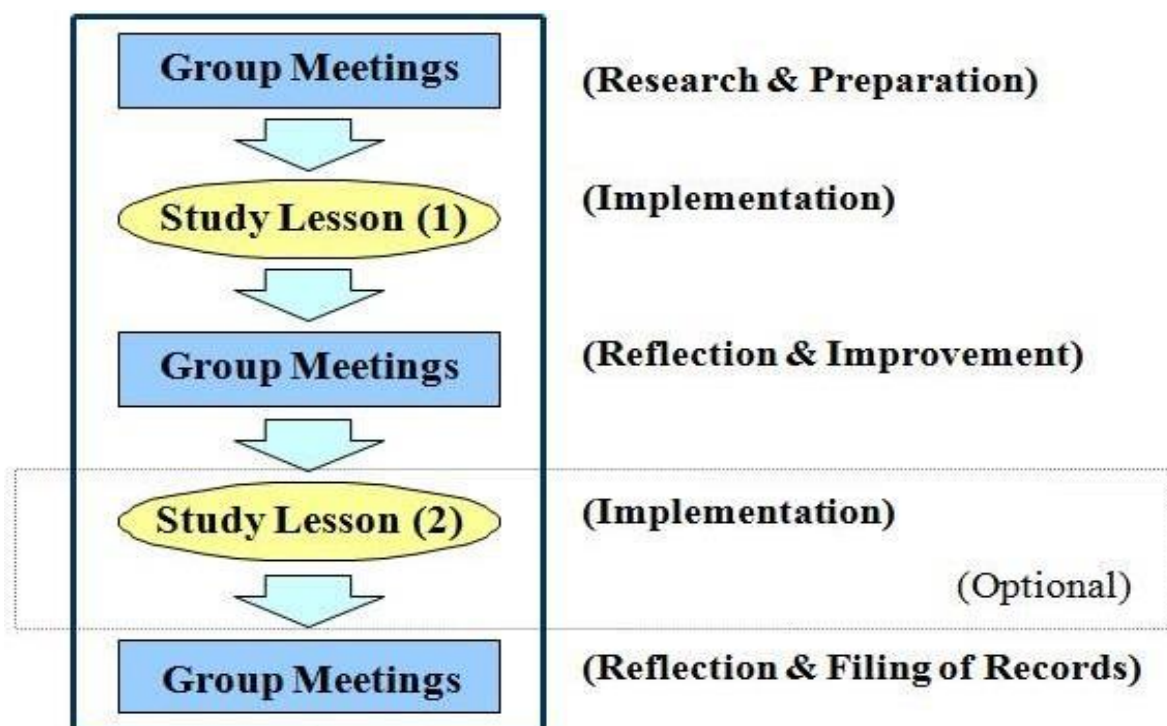 Group Meetings
(Research & Preparation)
Study Lesson (1)
(Implementation)
Group Meetings
(Reflection & Improvement)
Study Lesson (2)
(Implementation)
(Optional)
Group Meetings
(Reflection & Filing of Records)